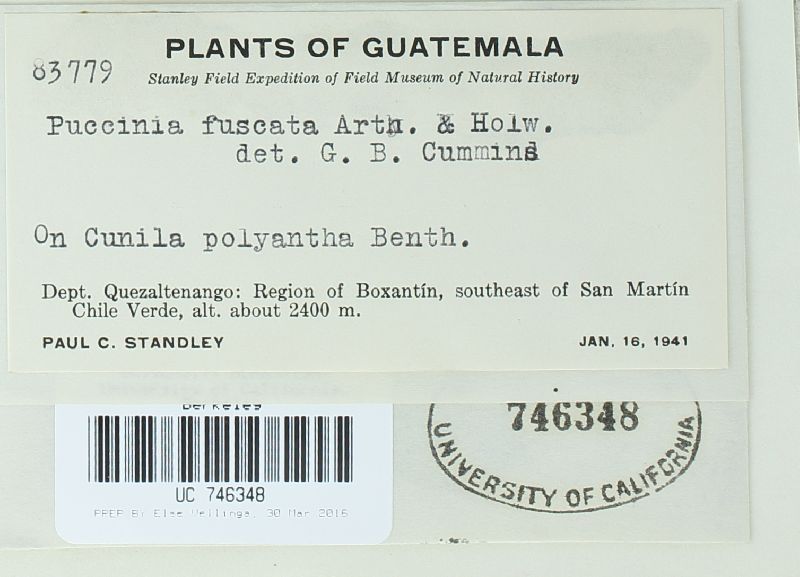 PLANTS OF GUATEMALA
83779
Stanley Field Expedition of Field Museum of Natural History
Puccinia fuscata Arth. & Holw.
det. G. B. Cummins
On Cunila polyantha Benth.
Dept. Quezaltenango: Region of Boxantín, southeast of San Martín
Chile Verde, alt. about 2400 m.
PAUL C. STANDLEY
JAN. 16, 1941
Berkeley
746348
UNIVERSITY OF CALIFORNIA
UC 746348
PREP BY Else Vellinga, 30 Mar 2016